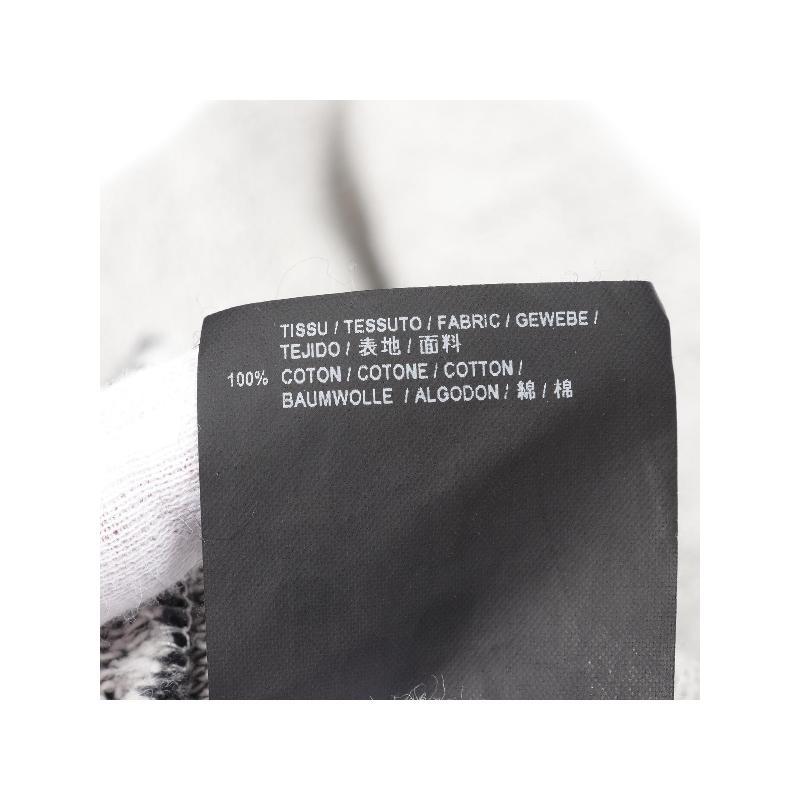 TISSU / TESSUTO / FABRIC / GEWEBE /
TEJIDO / 表地 / 面料
100% COTON / COTONE / COTTON /
BAUMWOLLE / ALGODON / 綿 / 棉